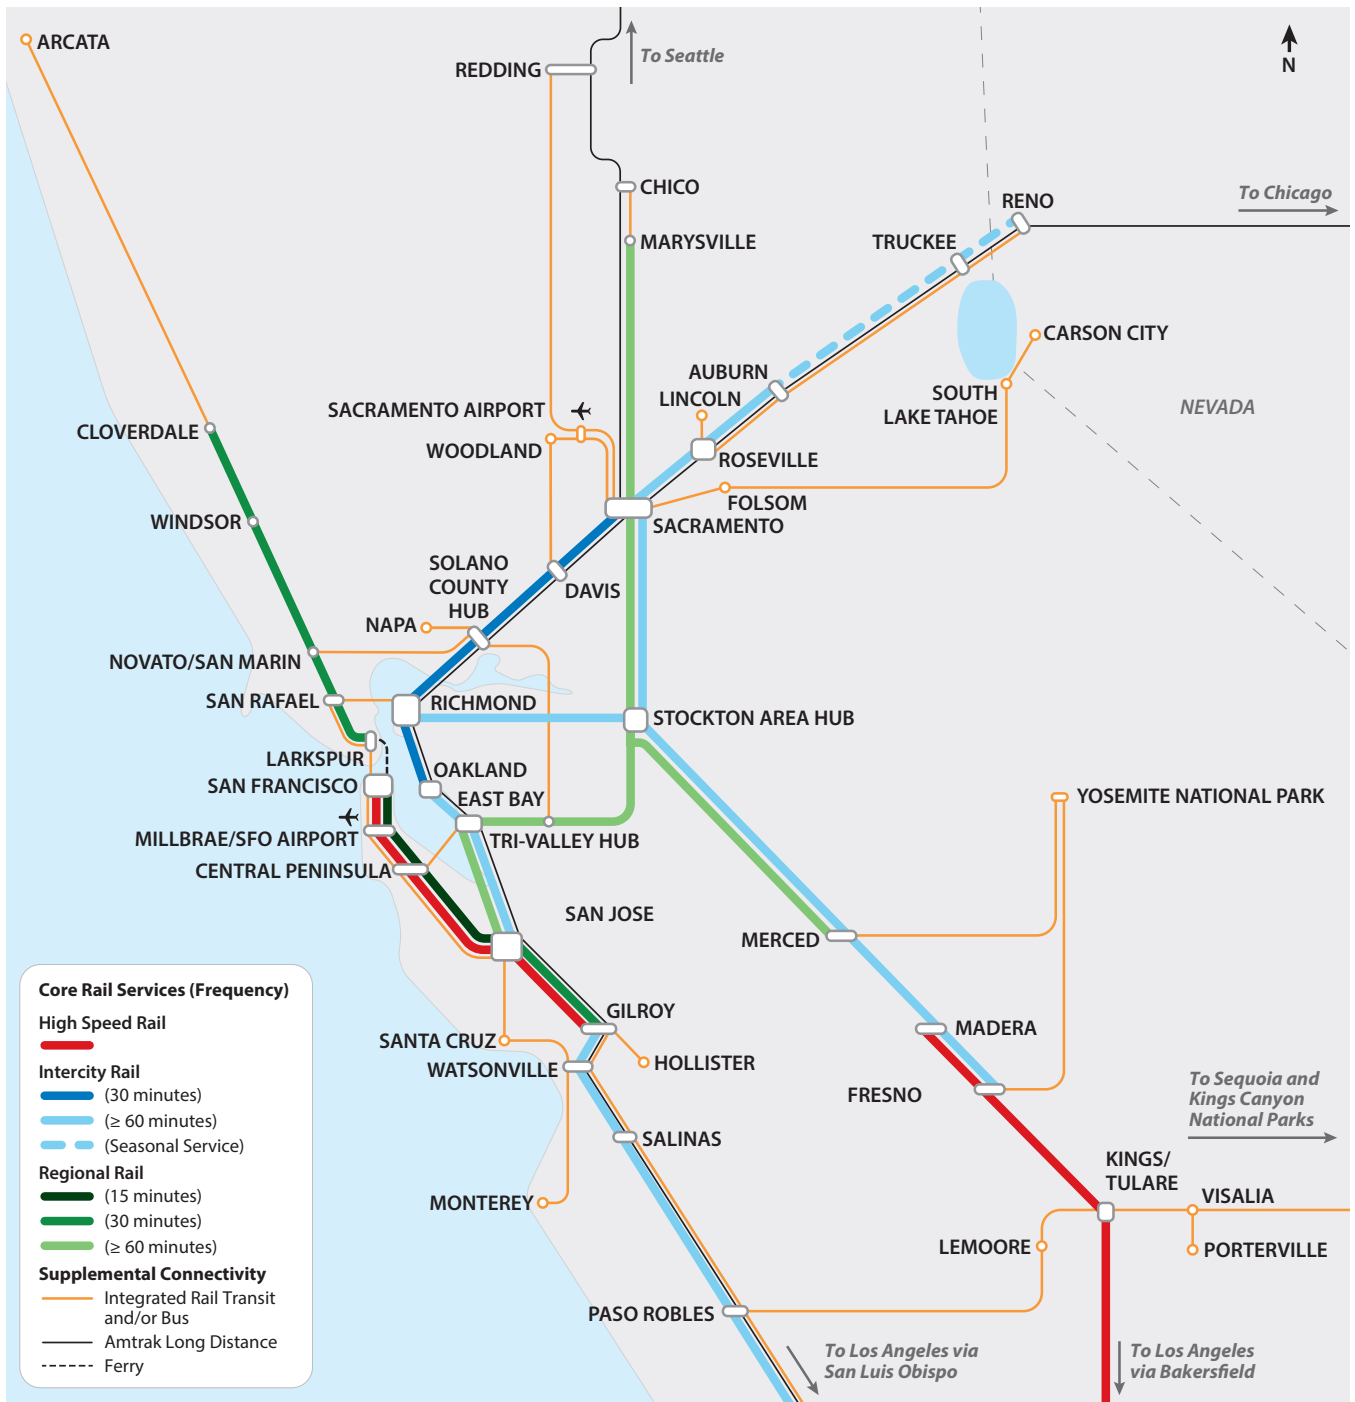 ARCATA
To Seattle
REDDING
N
CHICO
To Chicago
RENO
MARYSVILLE
TRUCKEE
CARSON CITY
AUBURN
LINCOLN
SOUTH
LAKE TAHOE
NEVADA
SACRAMENTO AIRPORT
CLOVERDALE
WOODLAND
ROSEVILLE
FOLSOM
WINDSOR
SACRAMENTO
SOLANO
COUNTY
HUB
DAVIS
NAPA
NOVATO/SAN MARIN
SAN RAFAEL
RICHMOND
STOCKTON AREA HUB
LARKSPUR
OAKLAND
SAN FRANCISCO
EAST BAY
YOSEMITE NATIONAL PARK
MILLBRAE/SFO AIRPORT
TRI-VALLEY HUB
CENTRAL PENINSULA
SAN JOSE
MERCED
GILROY
MADERA
SANTA CRUZ
HOLLISTER
WATSONVILLE
FRESNO
To Sequoia and
Kings Canyon
National Parks
SALINAS
KINGS/
TULARE
VISALIA
MONTEREY
LEMOORE
PORTERVILLE
PASO ROBLES
To Los Angeles via
San Luis Obispo
To Los Angeles
via Bakersfield
Core Rail Services (Frequency)
High Speed Rail
Intercity Rail
(30 minutes)
(≥ 60 minutes)
(Seasonal Service)
Regional Rail
(15 minutes)
(30 minutes)
(≥ 60 minutes)
Supplemental Connectivity
Integrated Rail Transit
and/or Bus
Amtrak Long Distance
Ferry